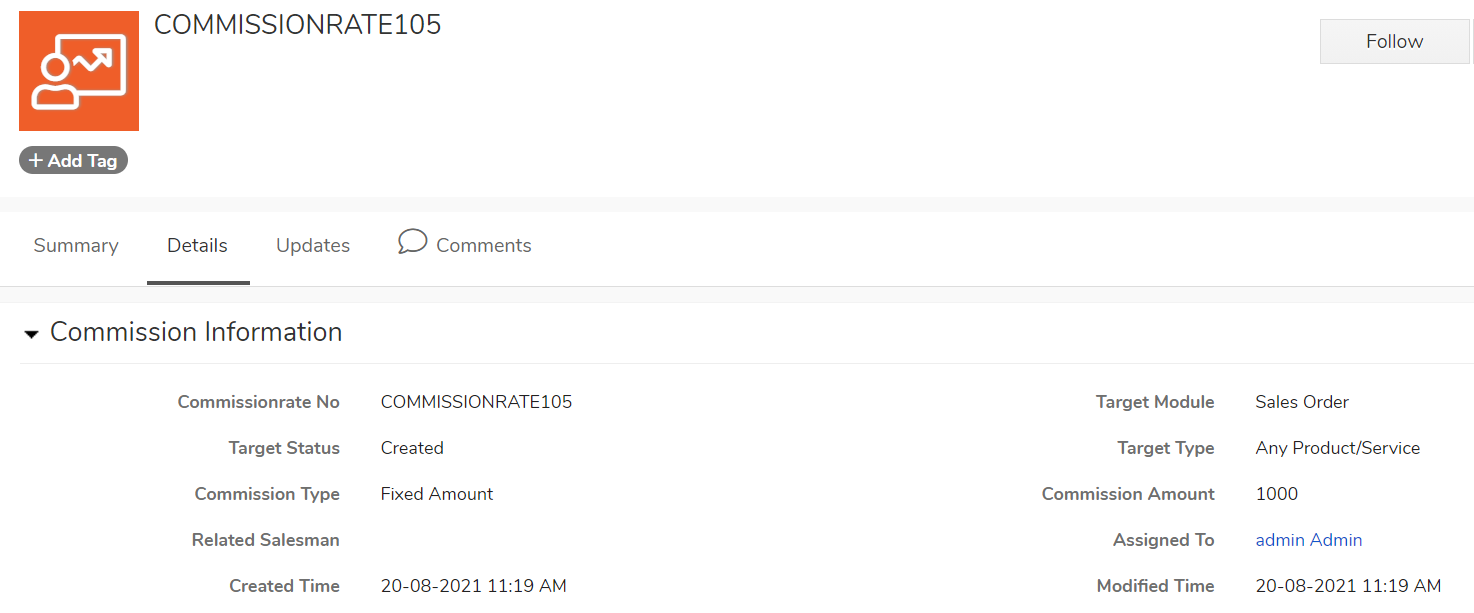 COMMISSIONRATE105
Follow
+ Add Tag
Summary Details Updates Comments
Commission Information
Commissionrate No COMMISSIONRATE105 Target Module Sales Order
Target Status Created Target Type Any Product/Service
Commission Type Fixed Amount Commission Amount 1000
Related Salesman Assigned To admin Admin
Created Time 20-08-2021 11:19 AM Modified Time 20-08-2021 11:19 AM